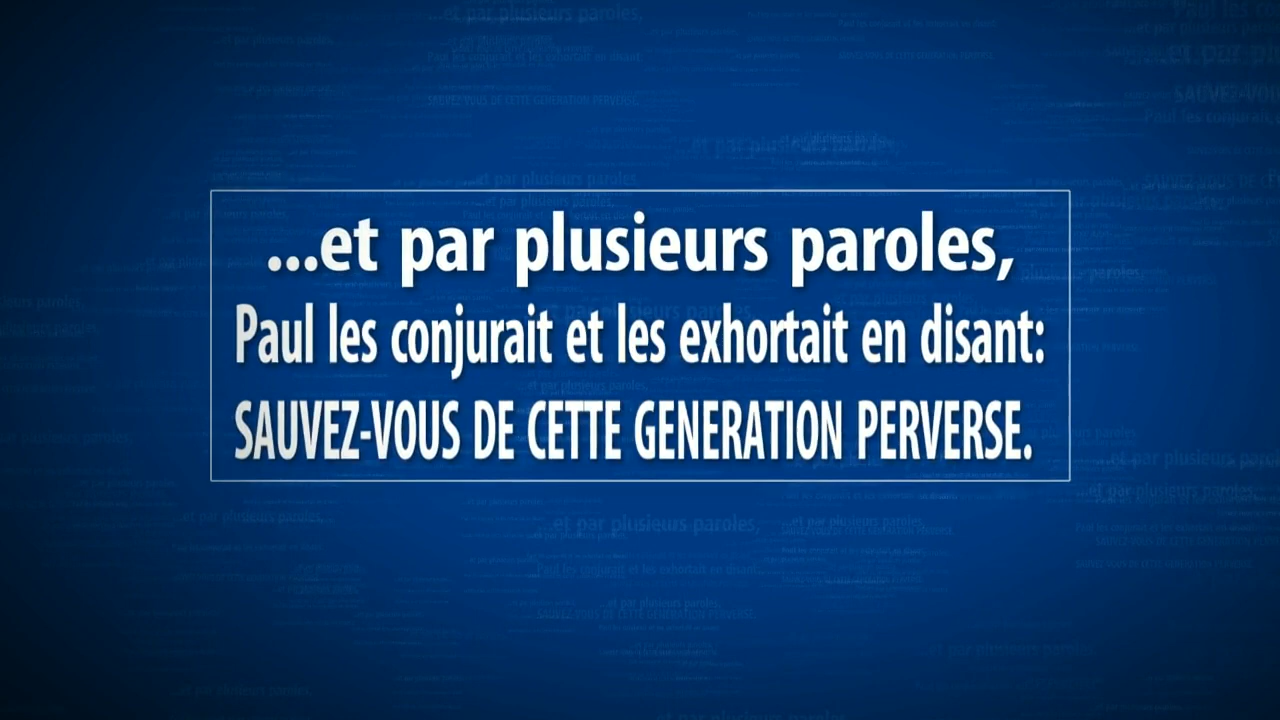 ...et par plusieurs paroles,
Paul les conjurait et les exhortait en disant:
SAUVEZ-VOUS DE CETTE GENERATION PERVERSE.